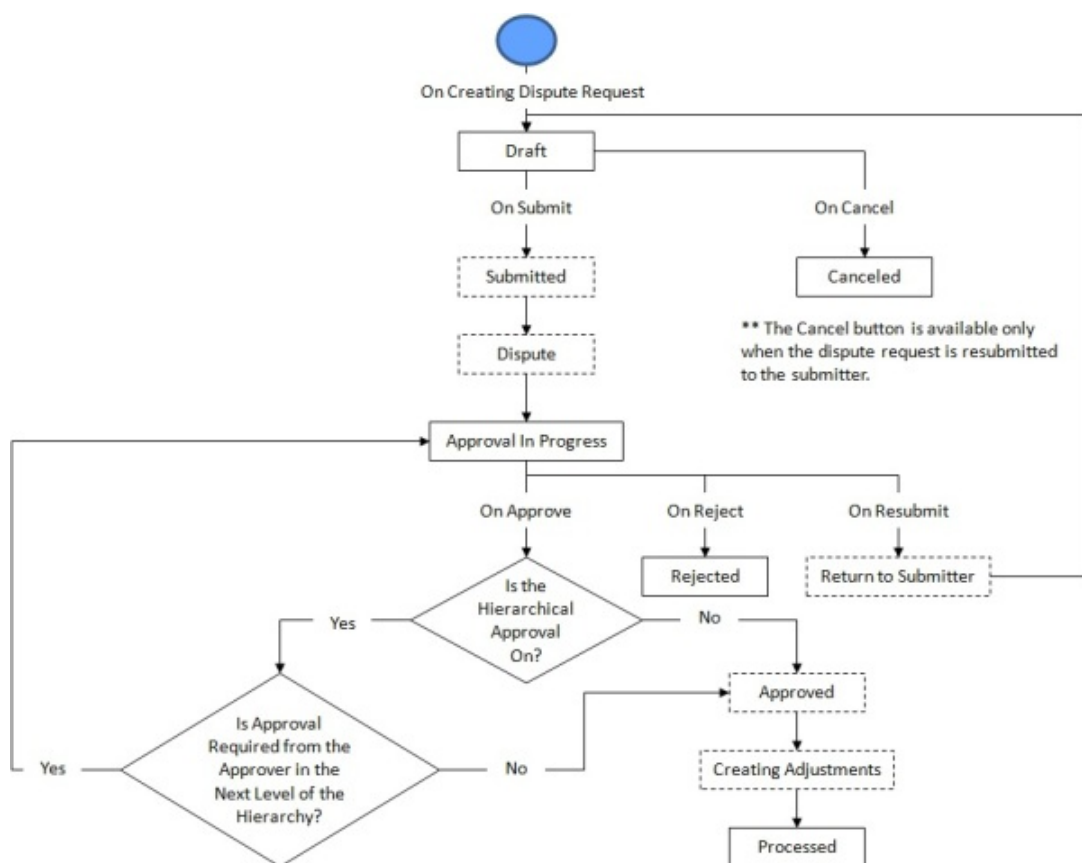 On Creating Dispute Request
Draft
On Submit
On Cancel
Submitted
Canceled
** The Cancel button is available only
when the dispute request is resubmitted
to the submitter.
Dispute
Approval In Progress
On Approve
On Reject
On Resubmit
Rejected
Return to Submitter
Is the
Hierarchical
Approval
On?
Yes
No
Approved
Is Approval
Required from the
Approver in the
Next Level of the
Hierarchy?
Yes
No
Creating Adjustments
Processed